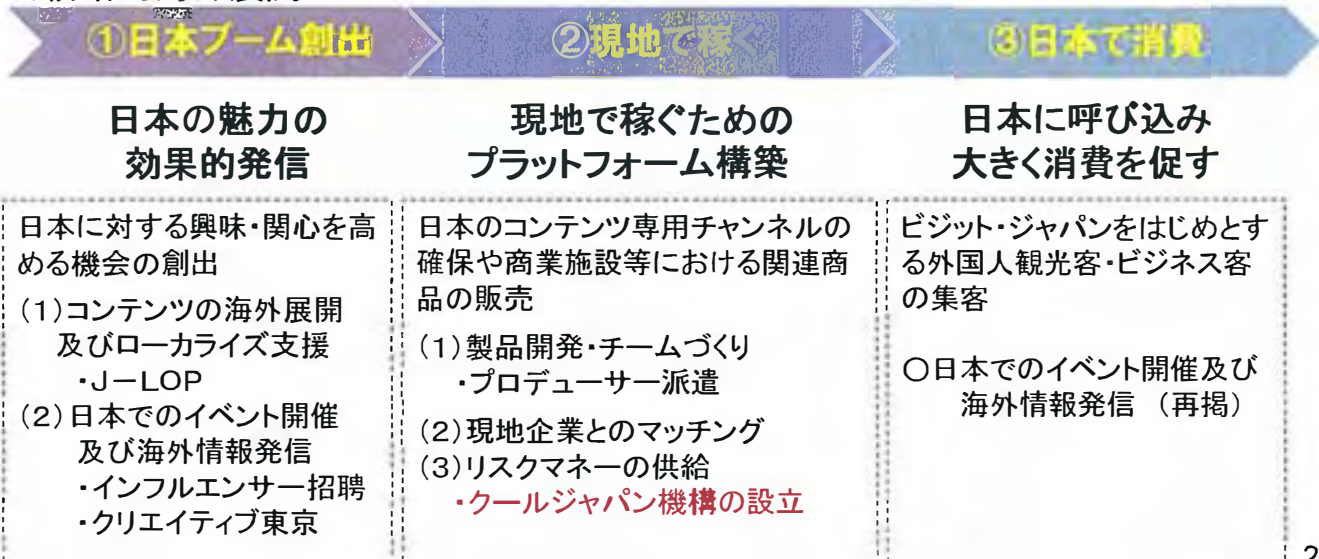 ①日本ブーム創出
②現地で稼ぐ
③日本で消費
日本の魅力の
効果的発信
現地で稼ぐための
プラットフォーム構築
日本に呼び込み
大きく消費を促す
日本に対する興味・関心を高
める機会の創出
(1)コンテンツの海外展開
及びローカライズ支援
・J－LOP
(2)日本でのイベント開催
及び海外情報発信
・インフルエンサー招聘
・クリエイティブ東京
日本のコンテンツ専用チャンネルの
確保や商業施設等における関連商
品の販売
(1)製品開発・チームづくり
・プロデューサー派遣
(2)現地企業とのマッチング
(3)リスクマネーの供給
・クールジャパン機構の設立
ビジット・ジャパンをはじめとす
る外国人観光客・ビジネス客
の集客
○日本でのイベント開催及び
海外情報発信 （再掲）
2